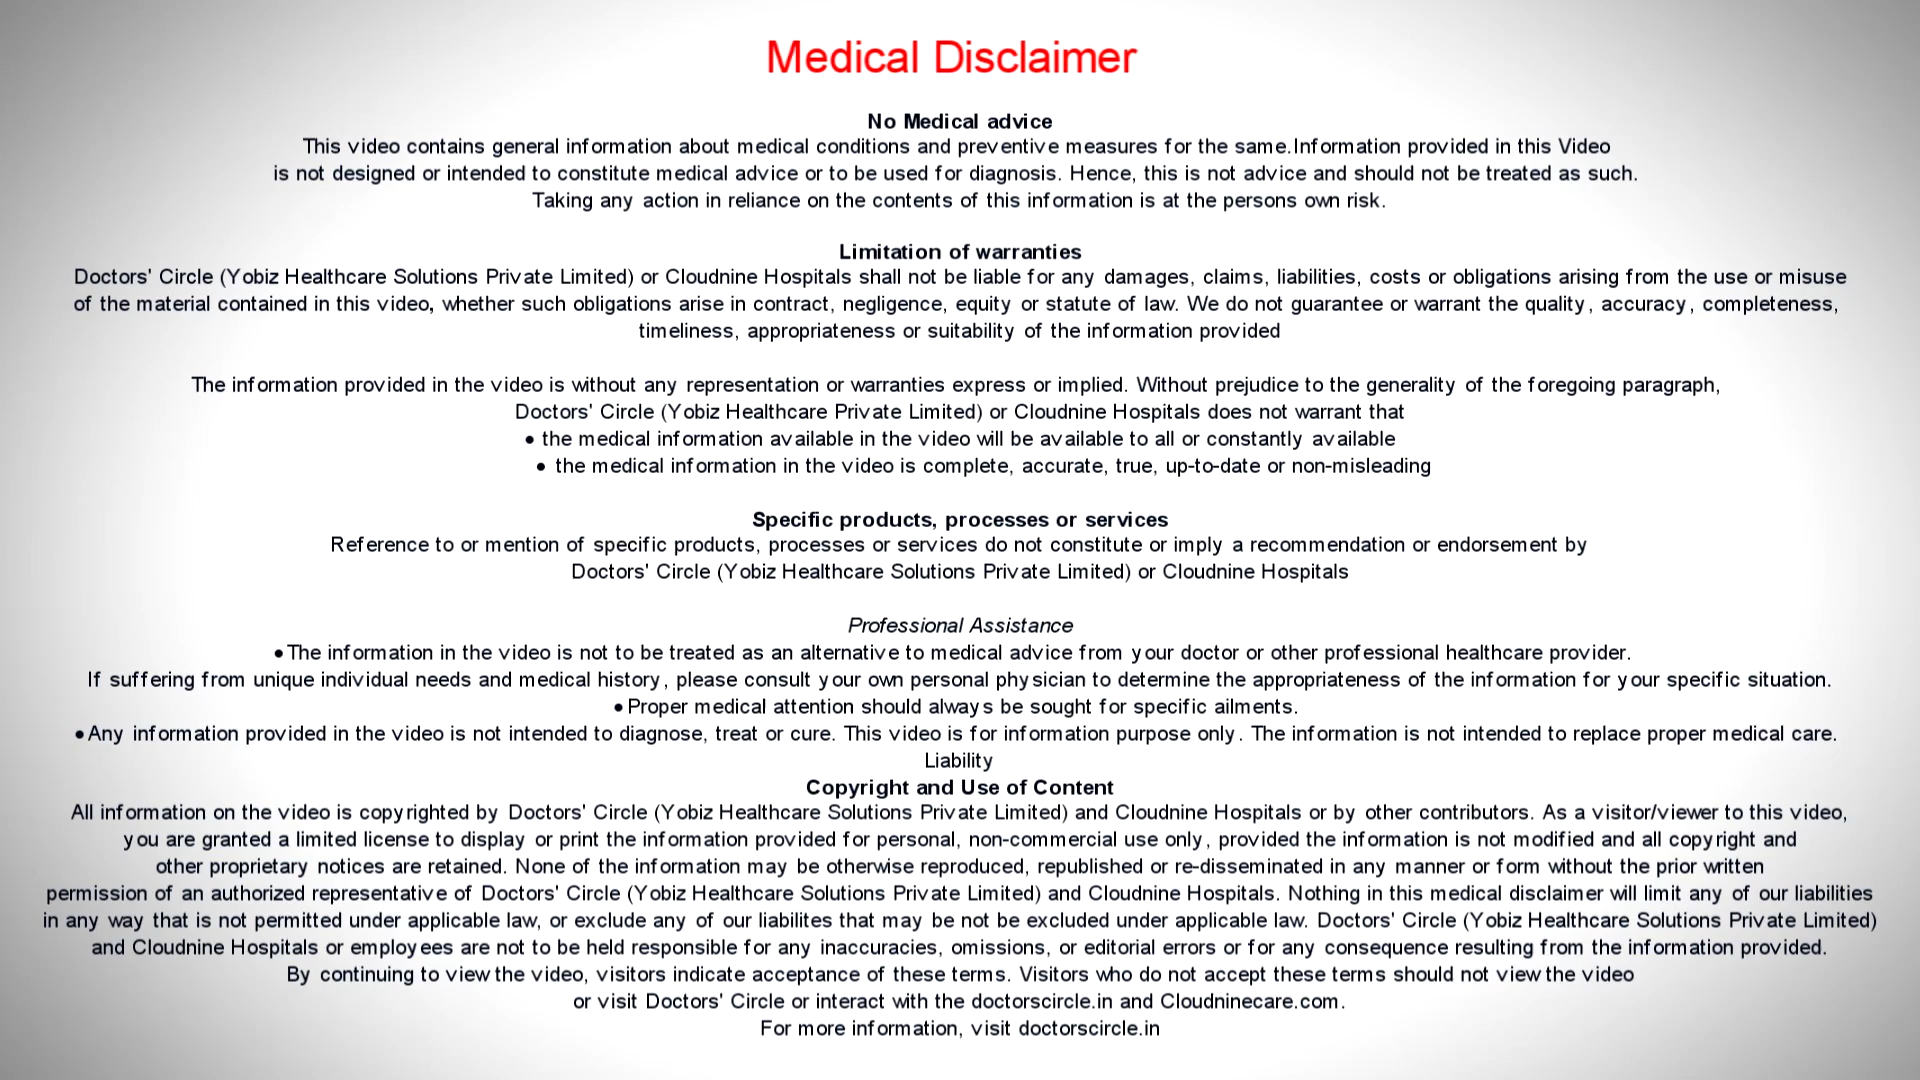 Medical Disclaimer
No Medical advice
This video contains general information about medical conditions and preventive measures for the same.Information provided in this Video
is not designed or intended to constitute medical advice or to be used for diagnosis. Hence, this is not advice and should not be treated as such.
Taking any action in reliance on the contents of this information is at the persons own risk.
Limitation of warranties
Doctors' Circle (Yobiz Healthcare Solutions Private Limited) or Cloudnine Hospitals shall not be liable for any damages, claims, liabilities, costs or obligations arising from the use or misuse
of the material contained in this video, whether such obligations arise in contract, negligence, equity or statute of law. We do not guarantee or warrant the quality, accuracy, completeness,
timeliness, appropriateness or suitability of the information provided
The information provided in the video is without any representation or warranties express or implied. Without prejudice to the generality of the foregoing paragraph,
Doctors' Circle (Yobiz Healthcare Private Limited) or Cloudnine Hospitals does not warrant that
• the medical information available in the video will be available to all or constantly available
• the medical information in the video is complete, accurate, true, up-to-date or non-misleading
Specific products, processes or services
Reference to or mention of specific products, processes or services do not constitute or imply a recommendation or endorsement by
Doctors' Circle (Yobiz Healthcare Solutions Private Limited) or Cloudnine Hospitals
Professional Assistance
•The information in the video is not to be treated as an alternative to medical advice from your doctor or other professional healthcare provider.
If suffering from unique individual needs and medical history, please consult your own personal physician to determine the appropriateness of the information for your specific situation.
•Proper medical attention should always be sought for specific ailments.
•Any information provided in the video is not intended to diagnose, treat or cure. This video is for information purpose only. The information is not intended to replace proper medical care.
Liability
Copyright and Use of Content
All information on the video is copyrighted by Doctors' Circle (Yobiz Healthcare Solutions Private Limited) and Cloudnine Hospitals or by other contributors. As a visitor/viewer to this video,
you are granted a limited license to display or print the information provided for personal, non-commercial use only, provided the information is not modified and all copyright and
other proprietary notices are retained. None of the information may be otherwise reproduced, republished or re-disseminated in any manner or form without the prior written
permission of an authorized representative of Doctors' Circle (Yobiz Healthcare Solutions Private Limited) and Cloudnine Hospitals. Nothing in this medical disclaimer will limit any of our liabilities
in any way that is not permitted under applicable law, or exclude any of our liabilites that may be not be excluded under applicable law. Doctors' Circle (Yobiz Healthcare Solutions Private Limited)
and Cloudnine Hospitals or employees are not to be held responsible for any inaccuracies, omissions, or editorial errors or for any consequence resulting from the information provided.
By continuing to view the video, visitors indicate acceptance of these terms. Visitors who do not accept these terms should not view the video
or visit Doctors' Circle or interact with the doctorscircle.in and Cloudninecare.com.
For more information, visit doctorscircle.in